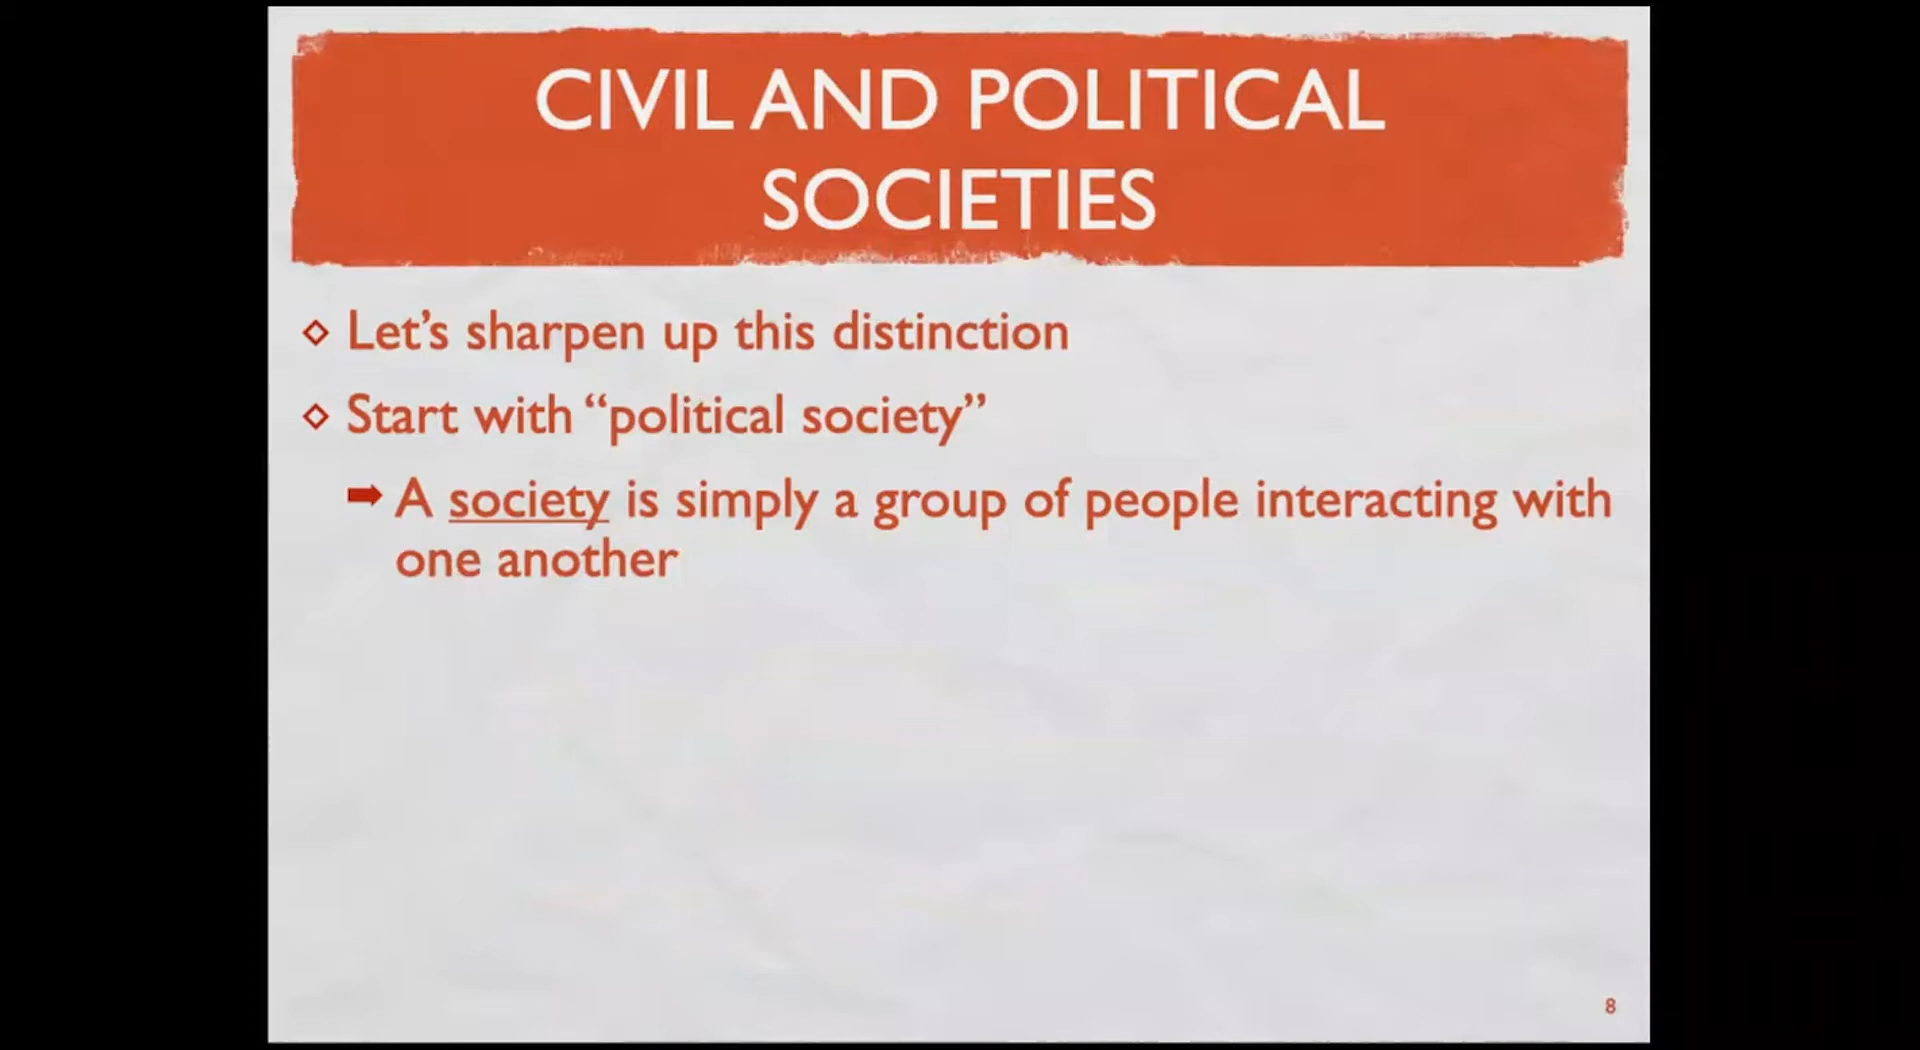 CIVIL AND POLITICAL
SOCIETIES
Let’s sharpen up this distinction
Start with “political society”
A society is simply a group of people interacting with
one another
8